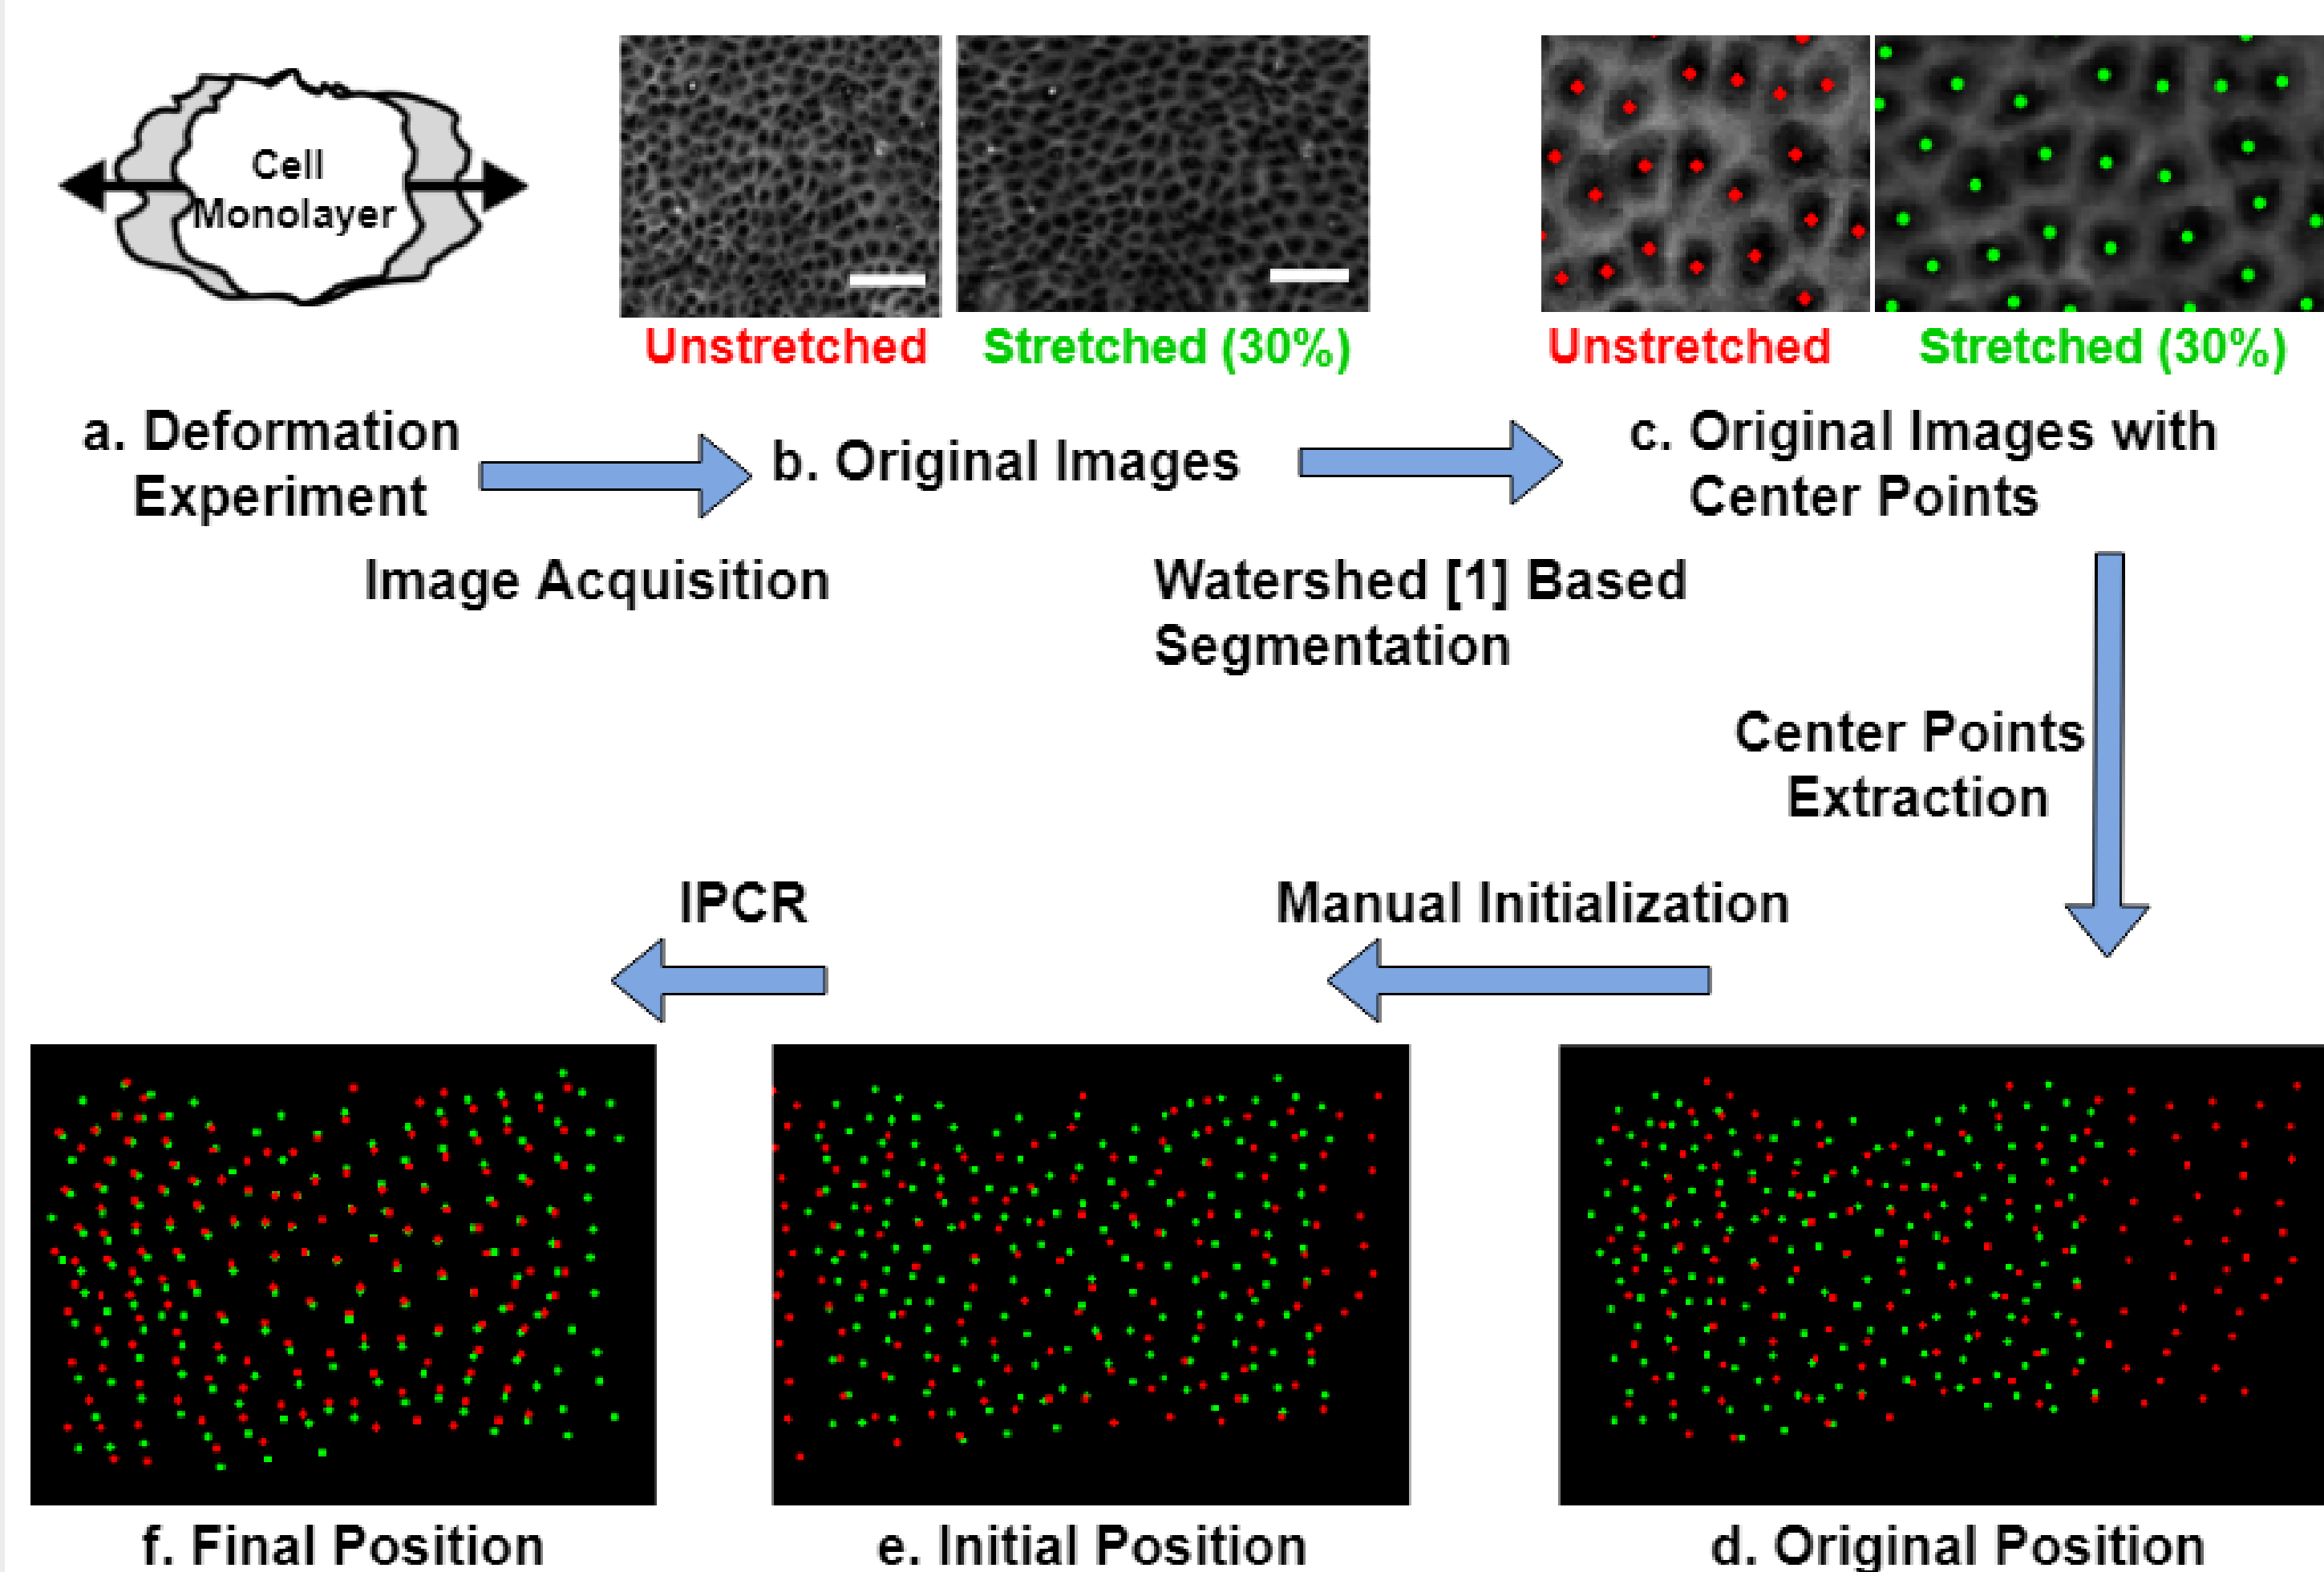 Cell
Monolayer
Unstretched
Stretched (30%)
Unstretched
Stretched (30%)
a. Deformation
Experiment
b. Original Images
c. Original Images with
Center Points
Image Acquisition
Watershed [1] Based
Segmentation
Center Points
Extraction
IPCR
Manual Initialization
f. Final Position
e. Initial Position
d. Original Position